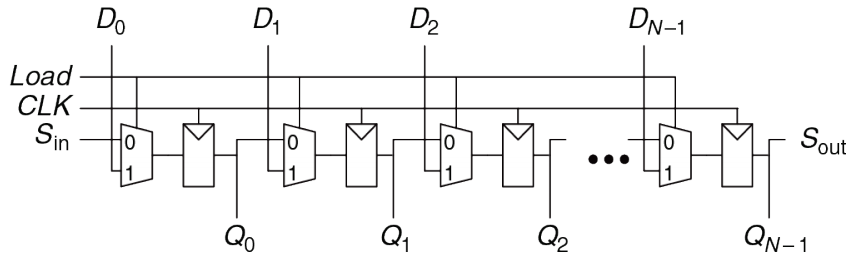 D0 D1 D2 DN−1
Load
CLK
Sin 0 0 0 0 Sout
1 1 1 1
Q0 Q1 Q2 QN−1